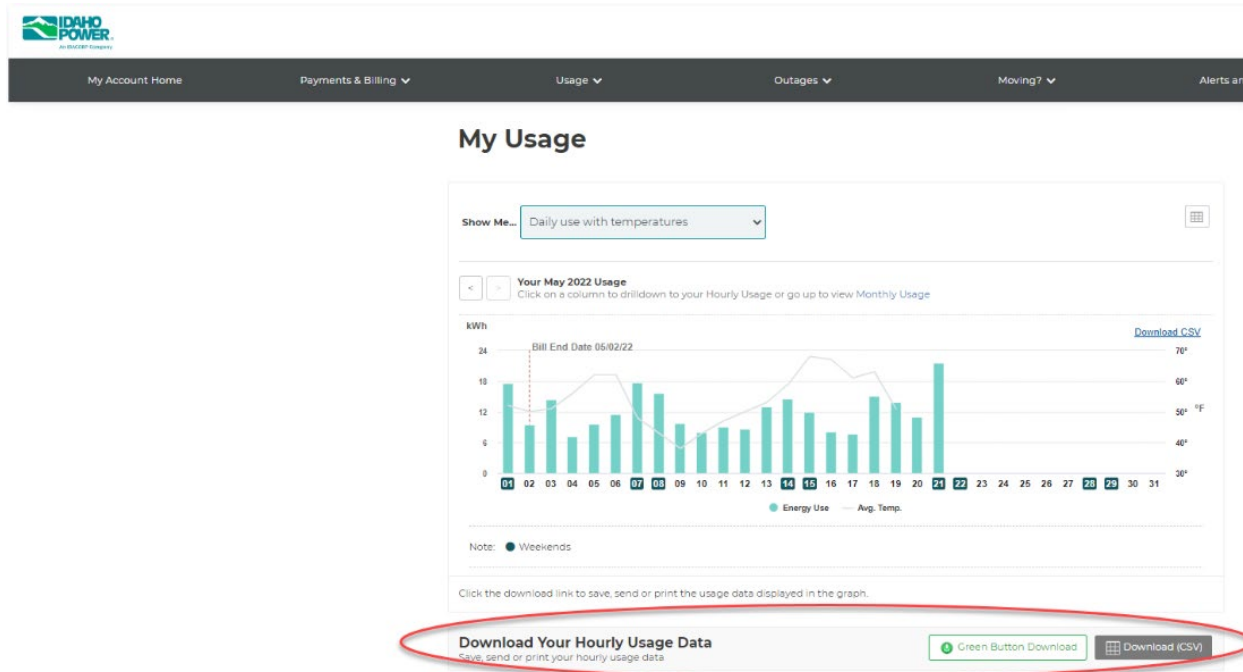 IDAHO
POWER
An IDACORP Company
My Account Home Payments & Billing Usage Outages Moving? Alerts an
My Usage
Show Me... Daily use with temperatures
< >
Your May 2022 Usage
Click on a column to drilldown to your Hourly Usage or go up to view Monthly Usage
kWh
Download CSV
Bill End Date 05/02/22
24
18
12
6
0
70°
60°
50°
40°
30°
°F
01 02 03 04 05 06 07 08 09 10 11 12 13 14 15 16 17 18 19 20 21 22 23 24 25 26 27 28 29 30 31
Energy Use Avg. Temp.
Note: Weekends
Click the download link to save, send or print the usage data displayed in the graph.
Download Your Hourly Usage Data
Save, send or print your hourly usage data
Green Button Download Download (CSV)